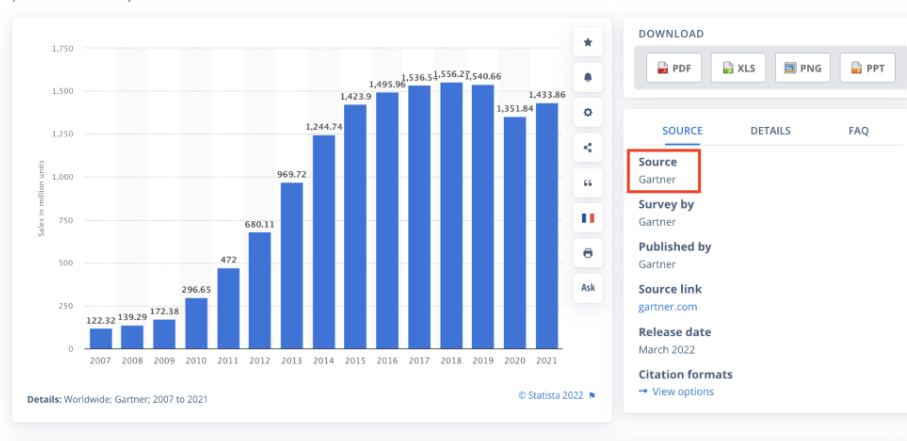 1,750
1,500
1,250
1,000
750
500
250
0
Sales in million units
122.32
139.29
172.38
296.65
472
680.11
969.72
1,244.74
1,423.9
1,495.96
1,536.54
1,556.27
1,540.66
1,351.84
1,433.86
2007 2008 2009 2010 2011 2012 2013 2014 2015 2016 2017 2018 2019 2020 2021
Details: Worldwide; Gartner; 2007 to 2021
© Statista 2022
Ask
DOWNLOAD
PDF XLS PNG PPT
SOURCE DETAILS FAQ
Source
Gartner
Survey by
Gartner
Published by
Gartner
Source link
gartner.com
Release date
March 2022
Citation formats
→ View options